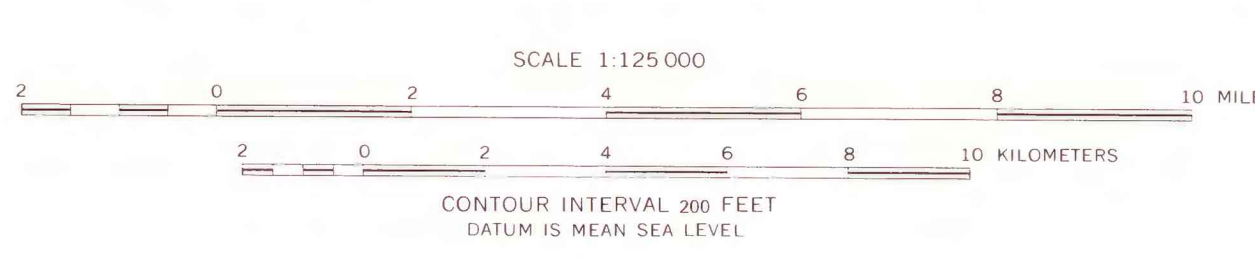 SCALE 1:125 000
2 0 2 4 6 8 10 MILE
2 0 2 4 6 8 10 KILOMETERS
CONTOUR INTERVAL 200 FEET
DATUM IS MEAN SEA LEVEL